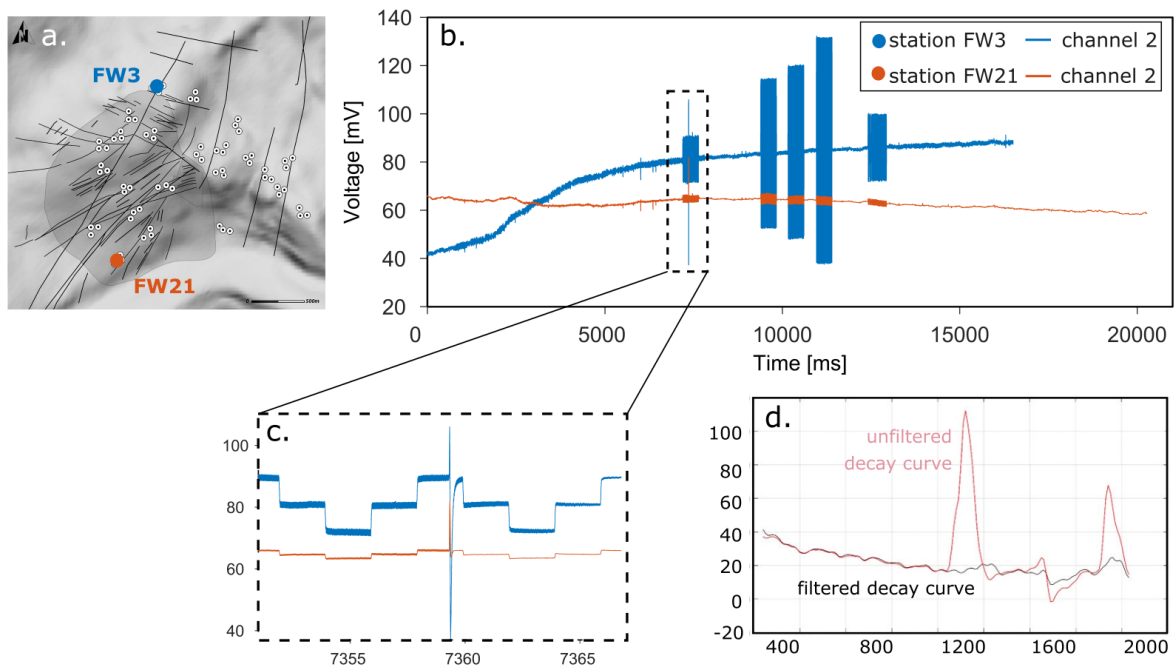 a.
FW3
FW21
500m
b.
station FW3
channel 2
station FW21
channel 2
Voltage [mV]
140
120
100
80
60
40
20
0
5000
10000
15000
20000
Time [ms]
c.
100
80
60
40
7355
7360
7365
d.
unfiltered
decay curve
filtered decay curve
100
80
60
40
20
0
-20
400
800
1200
1600
2000